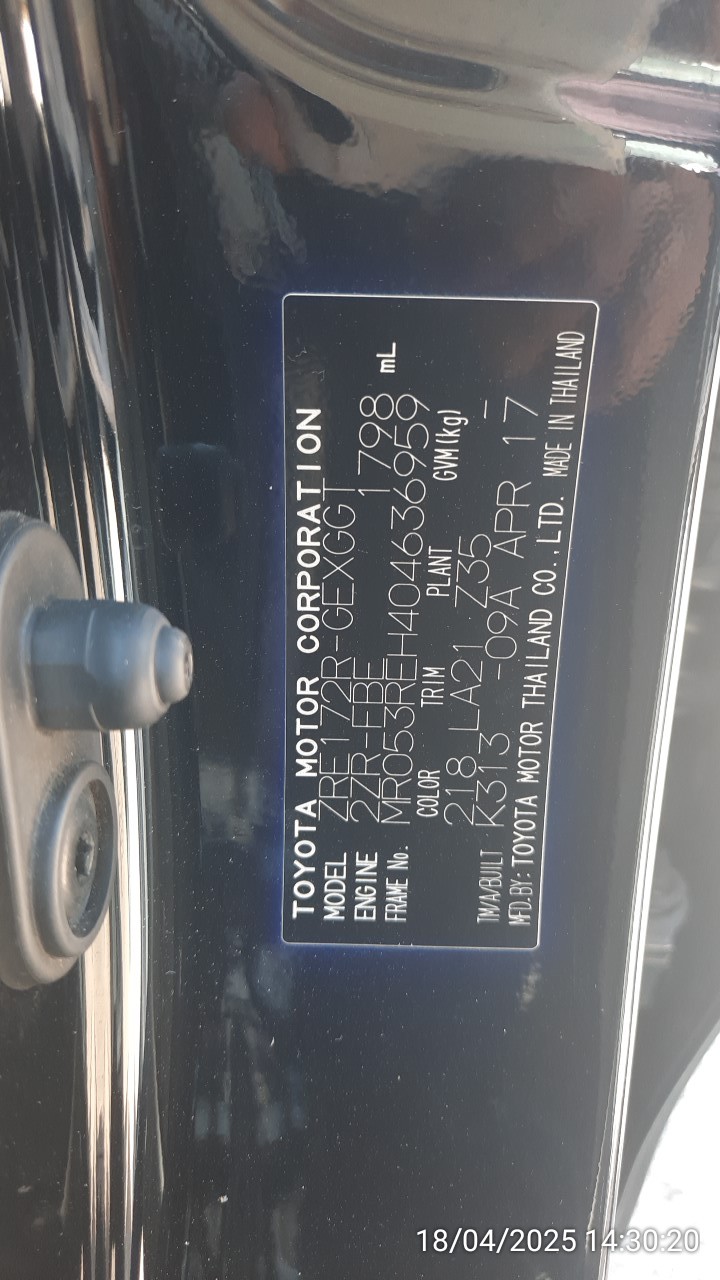 TOYOTA MOTOR CORPORATION
MODEL ZRE172R-GEXGGT
ENGINE 2ZR-FBE 1798 mL
FRAME No. MR053REH404636959
COLOR TRIM PLANT GVM(kg)
218 LA21 Z35 -
TM/A/BUILT K313 -09A APR 17
MFD.BY: TOYOTA MOTOR THAILAND CO.,LTD. MADE IN THAILAND
18/04/2025 14:30:20